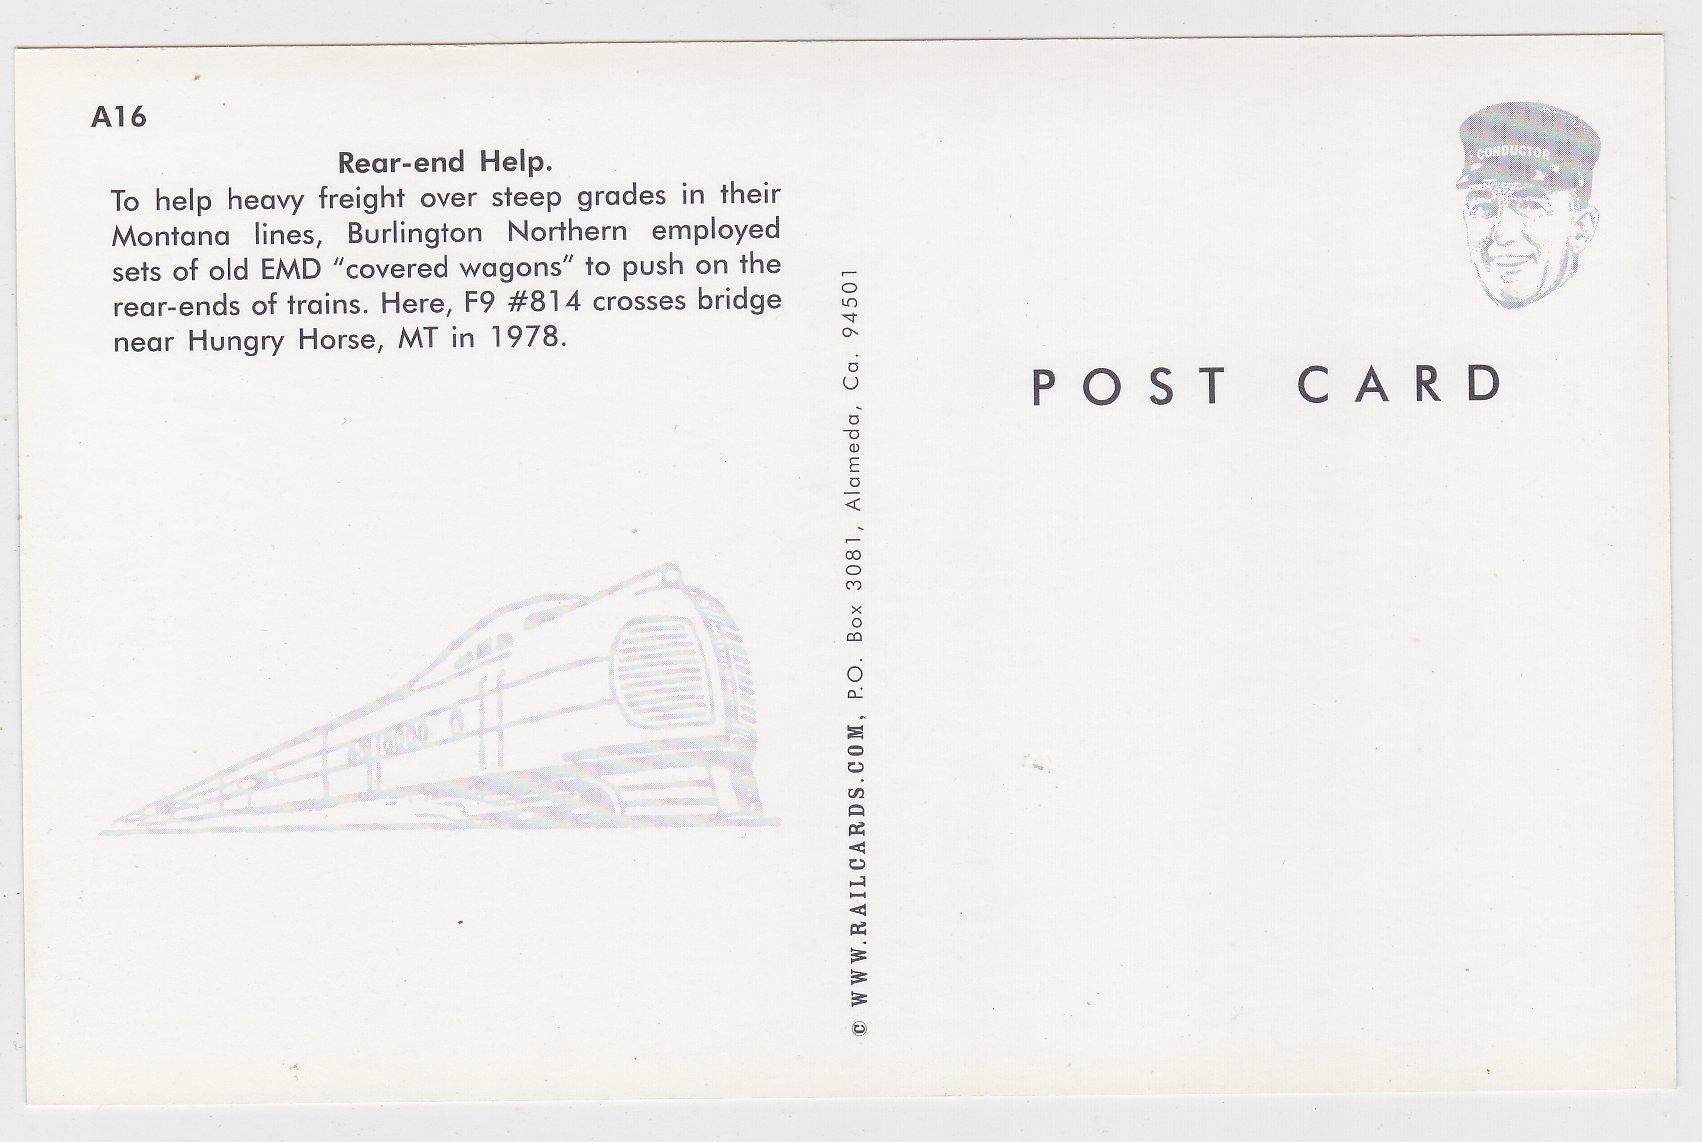 A16
Rear-end Help.
To help heavy freight over steep grades in their
Montana lines, Burlington Northern employed
sets of old EMD "covered wagons" to push on the
rear-ends of trains. Here, F9 #814 crosses bridge
near Hungry Horse, MT in 1978.
© WWW.RAILCARDS.COM, P.O. Box 3081, Alameda, Ca. 94501
CONDUCTOR
POST CARD